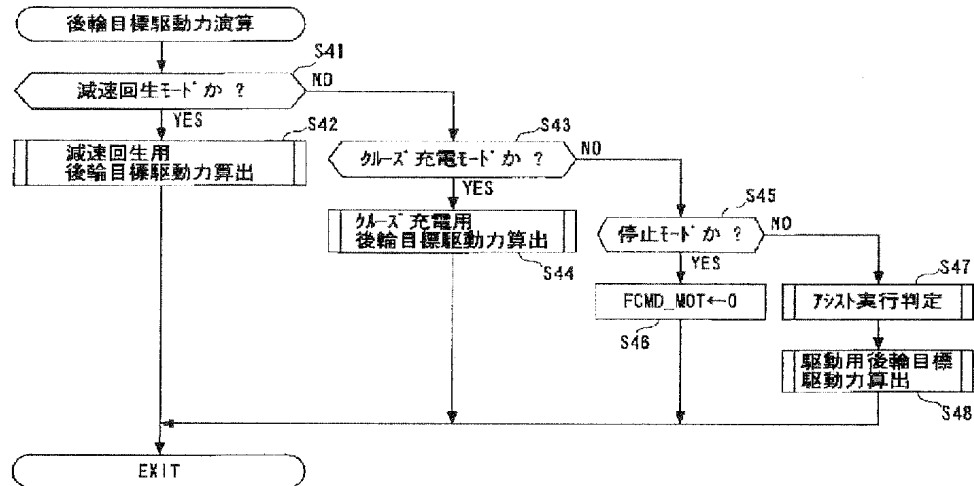 後輪目標駆動力演算
S41
減速回生モードか?
NO
YES
S42
減速回生用
後輪目標駆動力算出
S43
クルーズ充電モードか?
NO
YES
クルーズ充電用
後輪目標駆動力算出
S44
S45
停止モードか?
NO
YES
FCMD_MOT←0
S46
S47
アシスト実行判定
駆動用後輪目標
駆動力算出
S48
EXIT